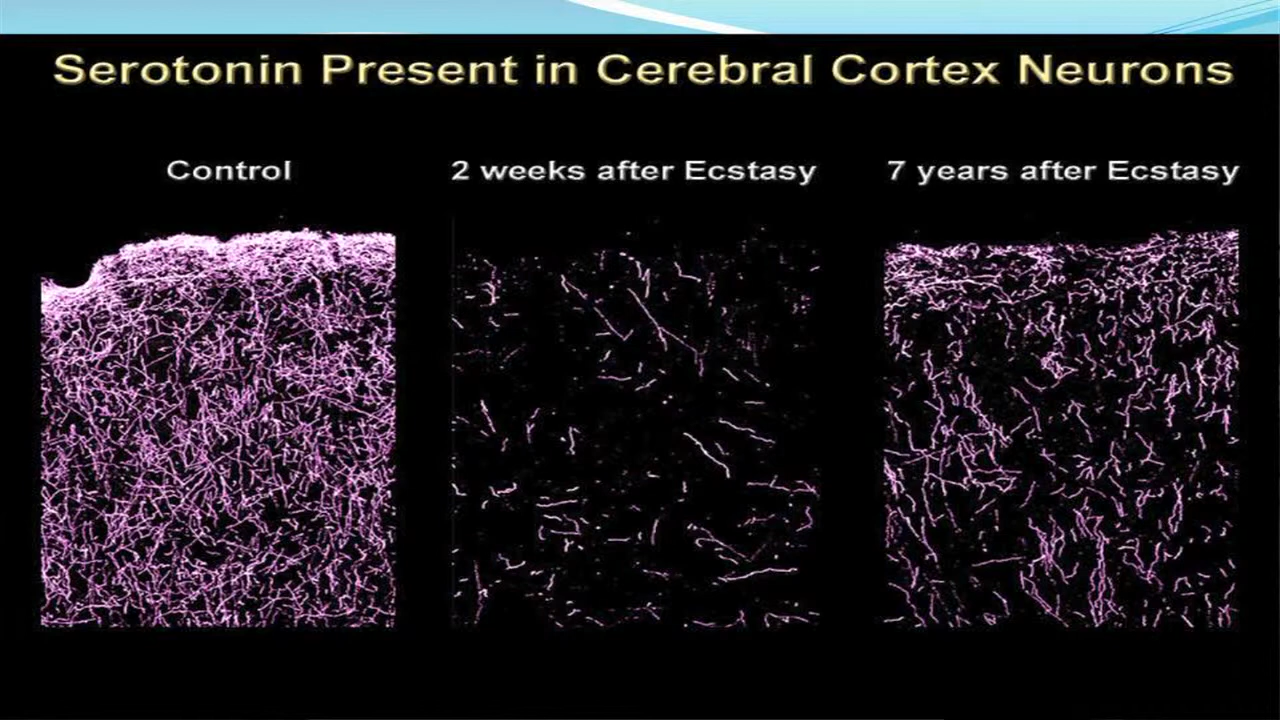 Serotonin Present in Cerebral Cortex Neurons
Control
2 weeks after Ecstasy
7 years after Ecstasy